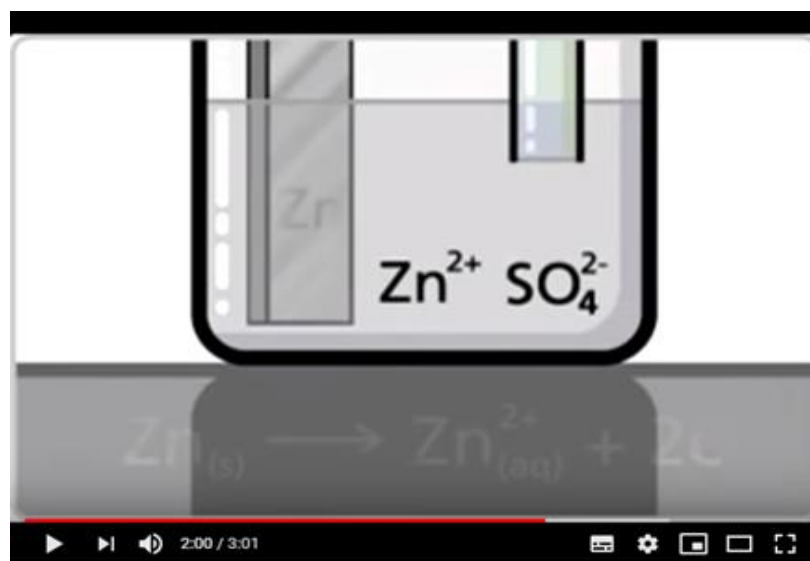 Zn
Zn²⁺ SO₄²⁻
Zn(s) → Zn²⁺(aq) + 2e
2:00 / 3:01